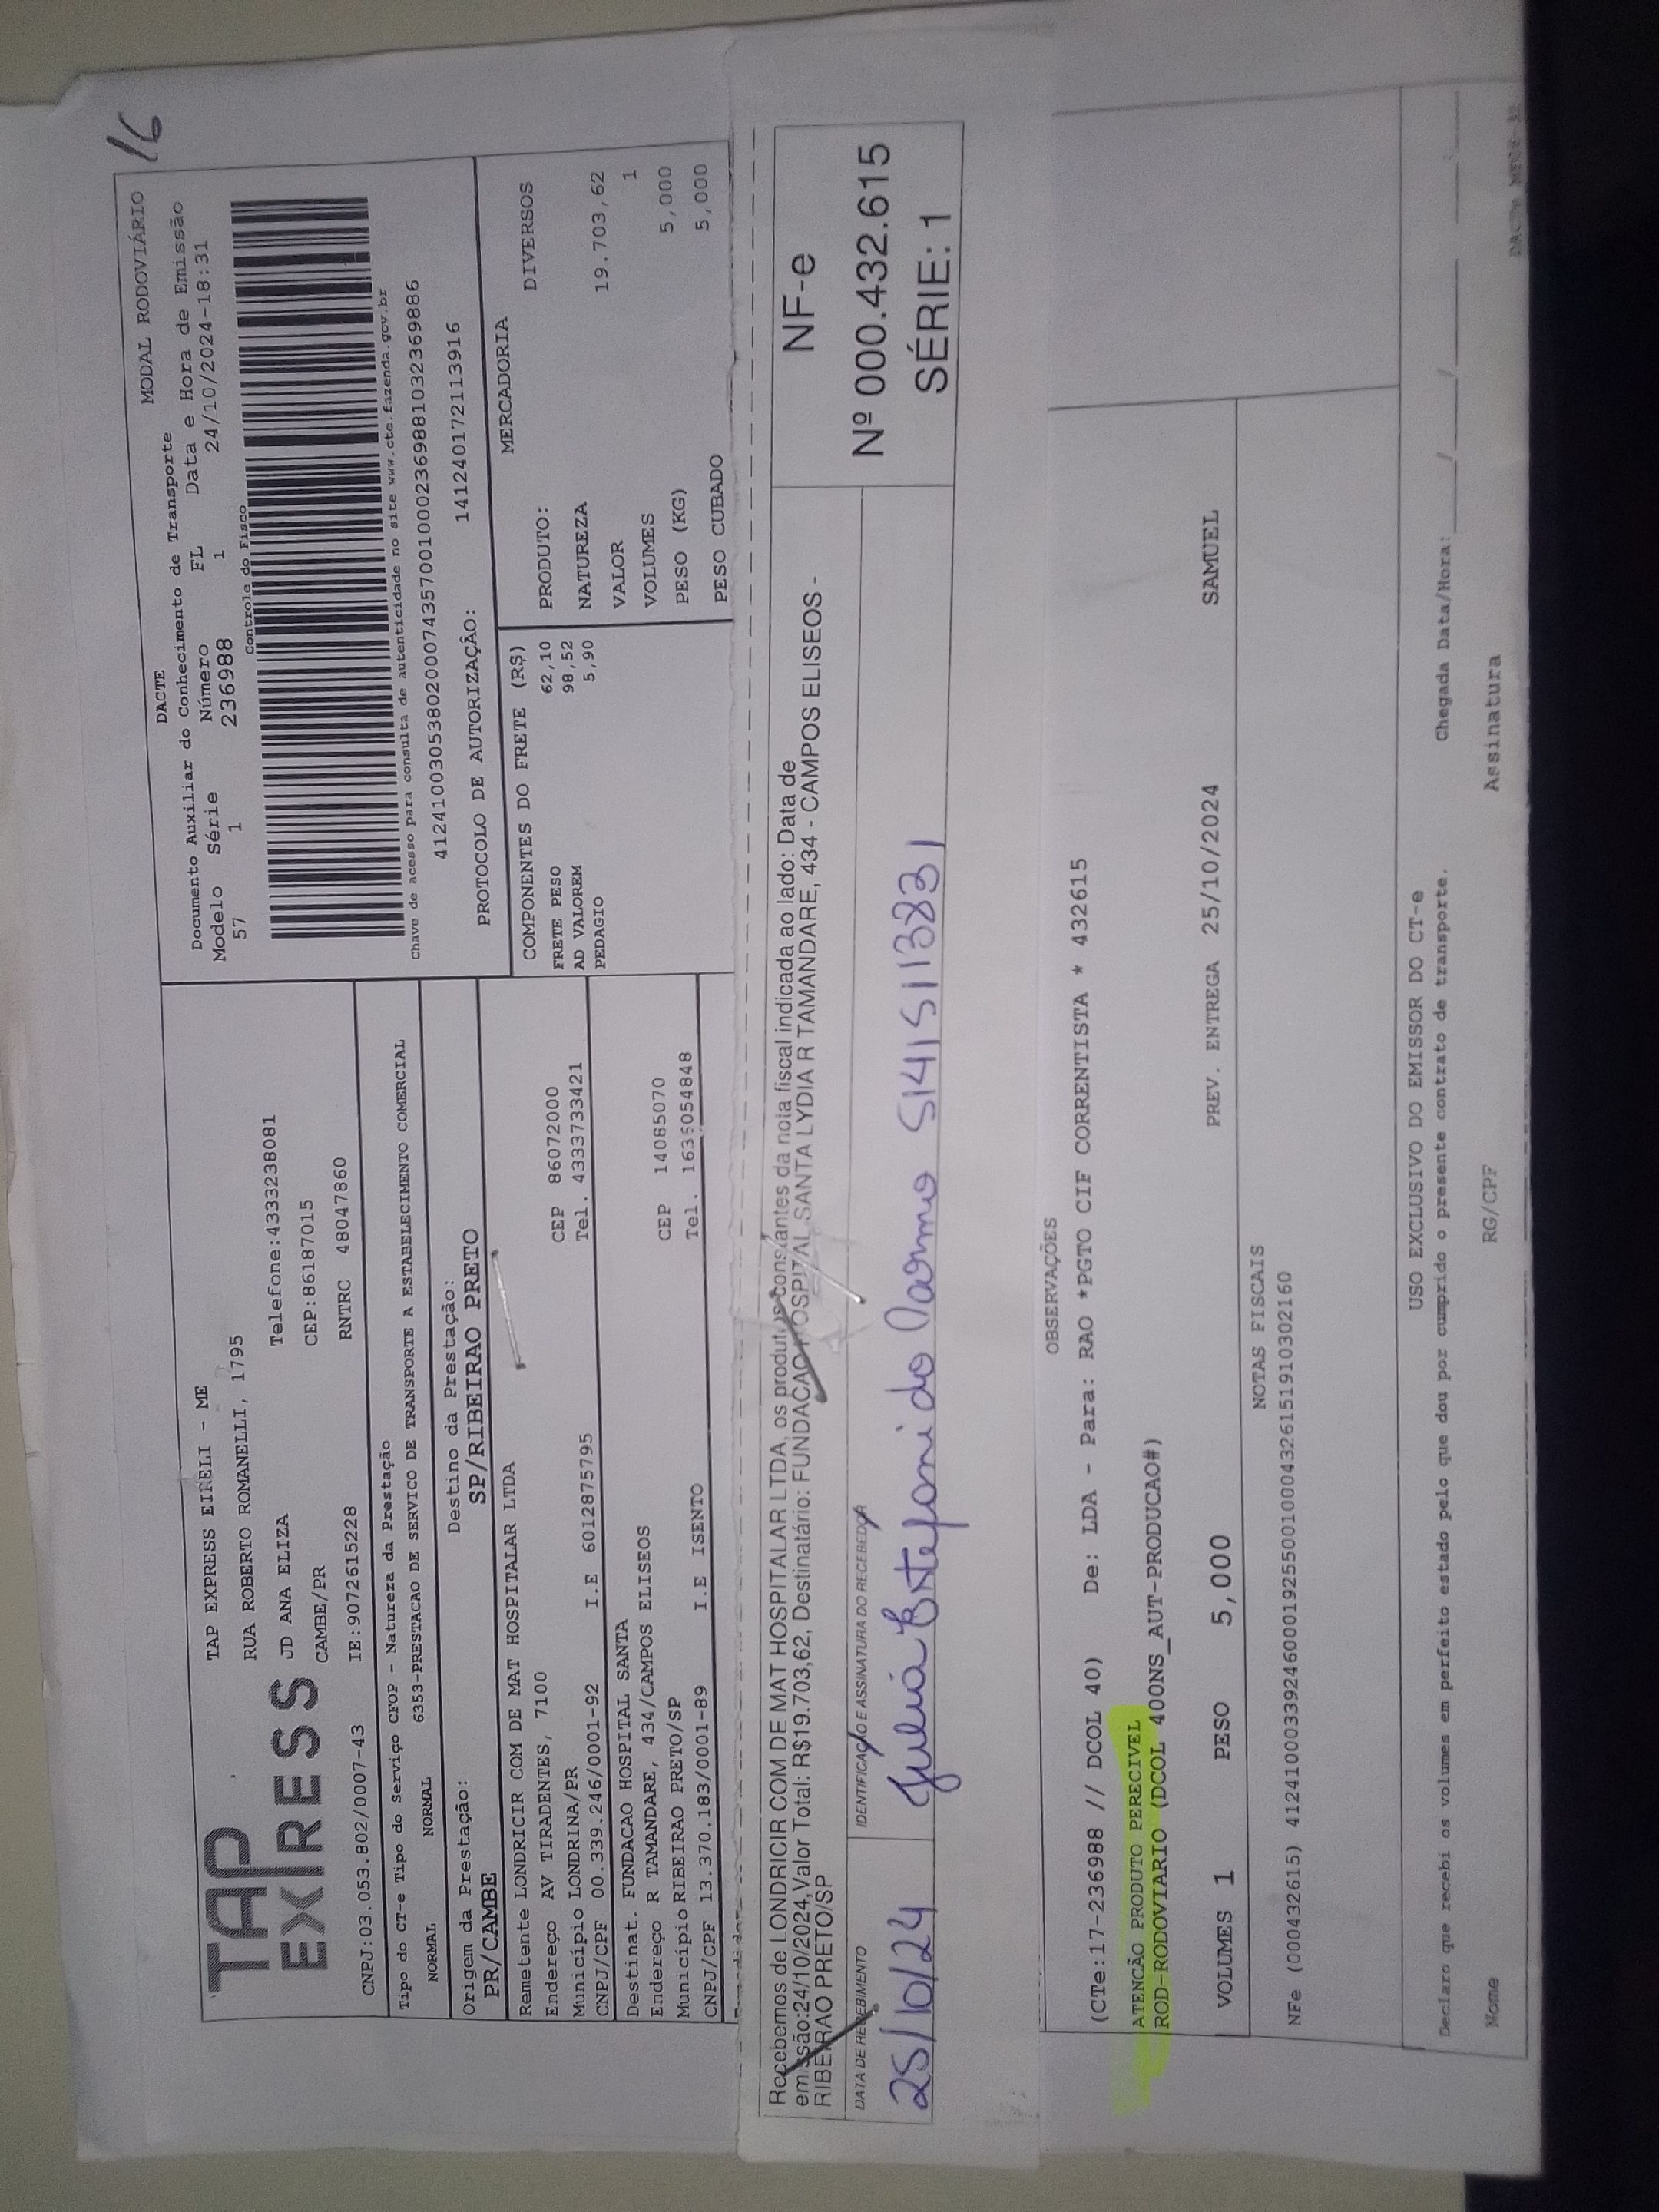 16
TAP
EXPRESS
TAP EXPRESS EIRELI - ME
RUA ROBERTO ROMANELLI, 1795
JD ANA ELIZA
Telefone:4333238081
CAMBE/PR
CEP:86187015
CNPJ:03.053.802/0007-43
IE:9072615228
RNTRC 48047860
Tipo do CT-e Tipo do Serviço CFOP - Natureza da Prestação
NORMAL NORMAL 6353-PRESTACAO DE SERVICO DE TRANSPORTE A ESTABELECIMENTO COMERCIAL
Origem da Prestação: Destino da Prestação:
PR/CAMBE SP/RIBEIRAO PRETO
Remetente LONDRICIR COM DE MAT HOSPITALAR LTDA
Endereço AV TIRADENTES, 7100 CEP 86072000
Município LONDRINA/PR Tel. 4333733421
CNPJ/CPF 00.339.246/0001-92 I.E 6012875795
Destinat. FUNDACAO HOSPITAL SANTA
Endereço R TAMANDARE, 434/CAMPOS ELISEOS CEP 14085070
Município RIBEIRAO PRETO/SP Tel. 1636054848
CNPJ/CPF 13.370.183/0001-89 I.E ISENTO
DACTE MODAL RODOVIÁRIO
Documento Auxiliar do Conhecimento de Transporte
Modelo Série Número FL Data e Hora de Emissão
57 1 236988 1 24/10/2024-18:31
Controle do Fisco
Chave de acesso para consulta de autenticidade no site www.cte.fazenda.gov.br
41241003053802000743570010002369881032369886
PROTOCOLO DE AUTORIZAÇÃO: 141240172113916
COMPONENTES DO FRETE (R$)
FRETE PESO 62,10
AD VALOREM 98,52
PEDAGIO 5,90
MERCADORIA
PRODUTO: DIVERSOS
NATUREZA
VALOR 19.703,62
VOLUMES 1
PESO (KG) 5,000
PESO CUBADO 5,000
Recebemos de LONDRICIR COM DE MAT HOSPITALAR LTDA, os produtos constantes da nota fiscal indicada ao lado: Data de
emissão:24/10/2024,Valor Total: R$19.703,62, Destinatário: FUNDACAO HOSPITAL SANTA LYDIA R TAMANDARE, 434 - CAMPOS ELISEOS -
RIBEIRAO PRETO/SP
DATA DE RECEBIMENTO
25/10/24
IDENTIFICAÇÃO E ASSINATURA DO RECEBEDOR
NF-e
Nº 000.432.615
SÉRIE: 1
OBSERVAÇÕES
(CTe:17-236988 // DCOL 40) De: LDA - Para: RAO *PGTO CIF CORRENTISTA * 432615
ATENCÃO PRODUTO PERECIVEL
ROD-RODOVIARIO (DCOL 400NS_AUT-PRODUCAO#)
VOLUMES 1 PESO 5,000 PREV. ENTREGA 25/10/2024 SAMUEL
NOTAS FISCAIS
NFe (000432615) 41241000339246000192550010004326151910302160
USO EXCLUSIVO DO EMISSOR DO CT-e
Declaro que recebi os volumes em perfeito estado pelo que dou por cumprido o presente contrato de transporte. Chegada Data/Hora: ____/____/____ ____:____
Nome RG/CPF Assinatura